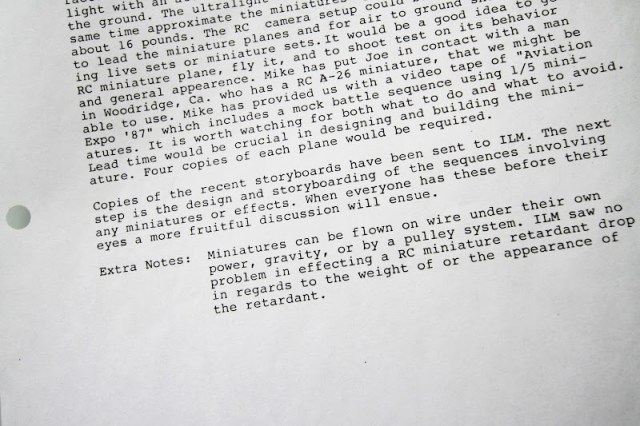 light with an
the ground. The ultralight
same time approximate the miniatures
about 16 pounds. The RC  camera setup could
to lead the miniature planes and for air to ground
ing live sets or miniature sets.It would be a good idea to
RC miniature plane, fly it, and to shoot test on its behavior
and general appearence. Mike has put Joe in contact with a man
in Woodridge, Ca. who has a RC A-26 miniature, that we might be
able to use. Mike has provided us with a video tape of "Aviation
Expo '87" which includes a mock battle sequence using 1/5 mini-
atures. It is worth watching for both what to do and what to avoid.
Lead time would be crucial in designing and building the mini-
ature. Four copies of each plane would be required.
Copies of the recent storyboards have been sent to ILM. The next
step is the design and storyboarding of the sequences involving
any miniatures or effects. When everyone has these before their
eyes a more fruitful discussion will ensue.
Extra Notes:  Miniatures can be flown on wire under their own
power, gravity, or by a pulley system. ILM saw no
problem in effecting a RC miniature retardant drop
in regards to the weight of or the appearance of
the retardant.